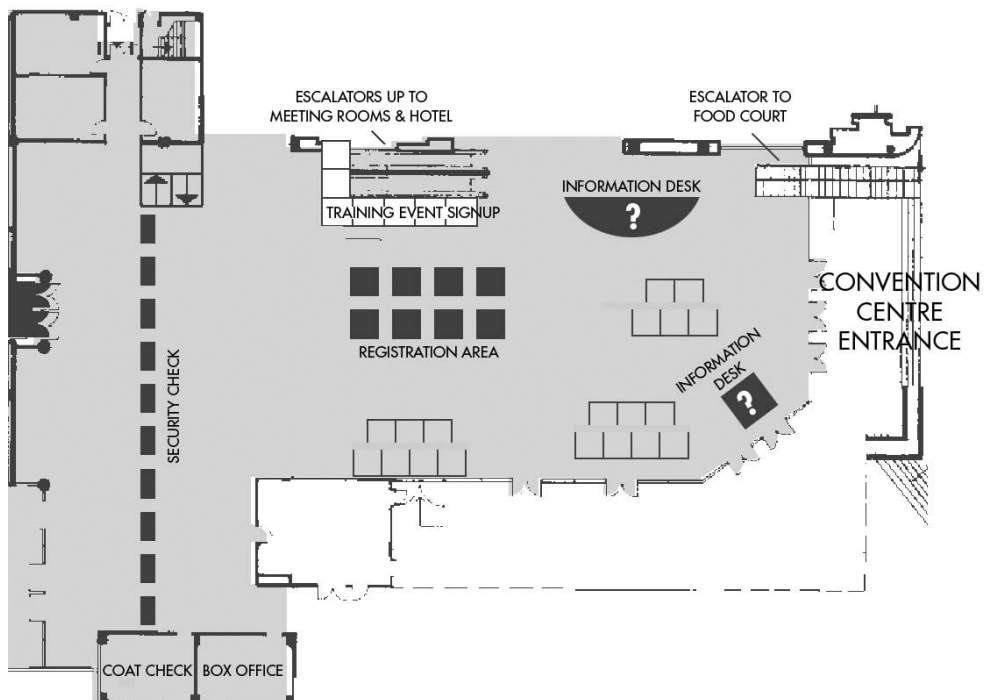 ESCALATORS UP TO
MEETING ROOMS & HOTEL
ESCALATOR TO
FOOD COURT
INFORMATION DESK
?
TRAINING EVENT SIGNUP
CONVENTION
CENTRE
ENTRANCE
REGISTRATION AREA
INFORMATION
DESK
?
SECURITY CHECK
COAT CHECK
BOX OFFICE